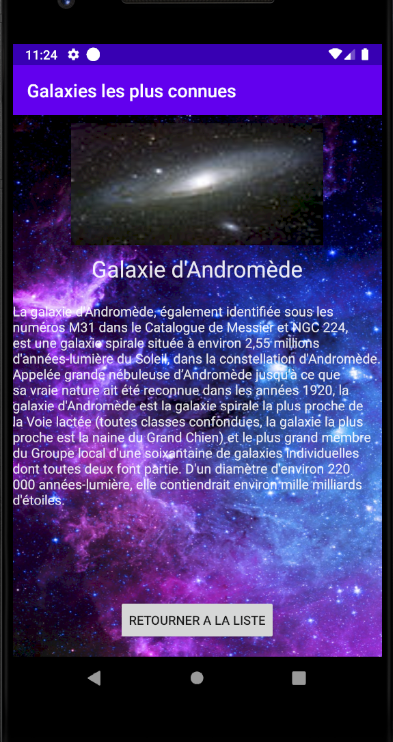 11:24
Galaxies les plus connues
Galaxie d'Andromède
La galaxie d'Andromède, également identifiée sous les
numéros M31 dans le Catalogue de Messier et NGC 224,
est une galaxie spirale située à environ 2,55 millions
d'années-lumière du Soleil, dans la constellation d'Andromède.
Appelée grande nébuleuse d'Andromède jusqu'à ce que
sa vraie nature ait été reconnue dans les années 1920, la
galaxie d'Andromède est la galaxie spirale la plus proche de
la Voie lactée (toutes classes confondues, la galaxie la plus
proche est la naine du Grand Chien) et le plus grand membre
du Groupe local d'une soixantaine de galaxies individuelles
dont toutes deux font partie. D'un diamètre d'environ 220
000 années-lumière, elle contiendrait environ mille milliards
d'étoiles.
RETOURNER A LA LISTE